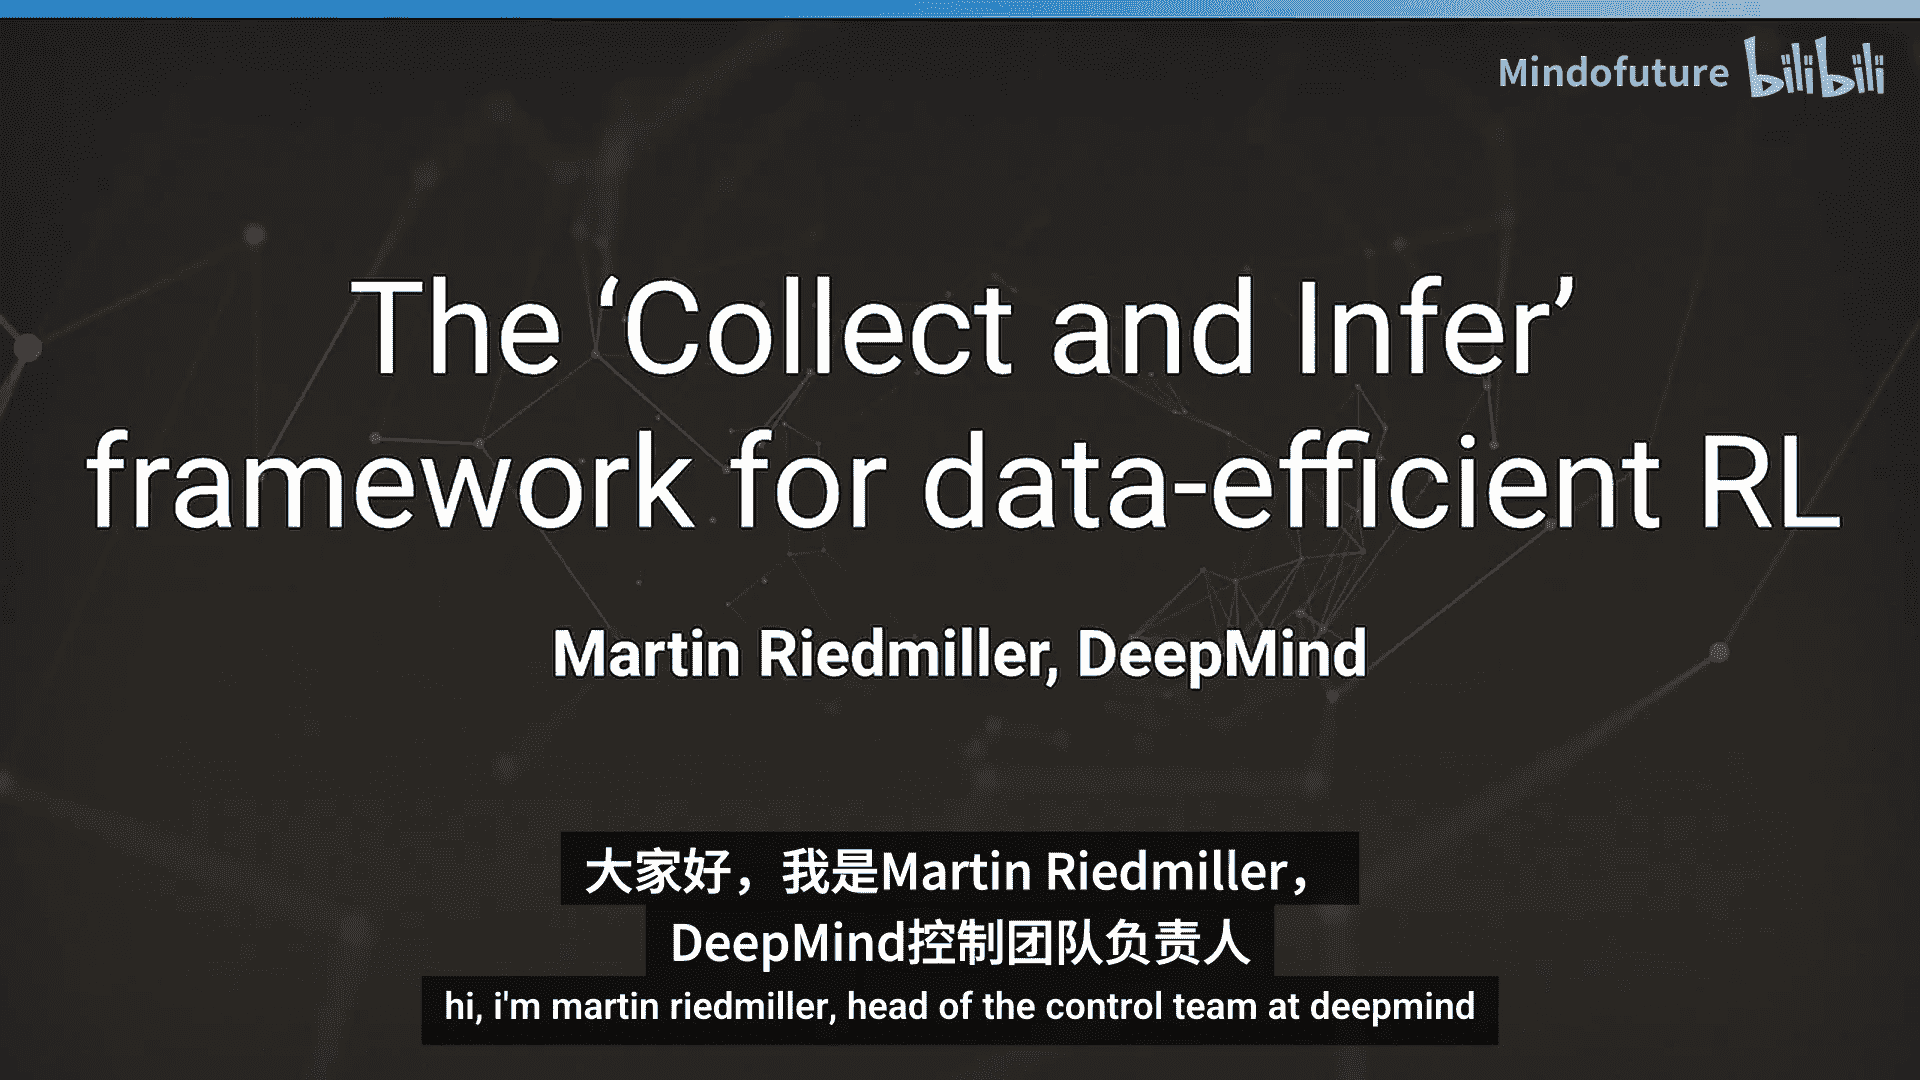 Mindofuture bilibili
The ‘Collect and Infer’
framework for data-efficient RL
Martin Riedmiller, DeepMind
大家好，我是Martin Riedmiller，
DeepMind控制团队负责人
hi, i'm martin riedmiller, head of the control team at deepmind